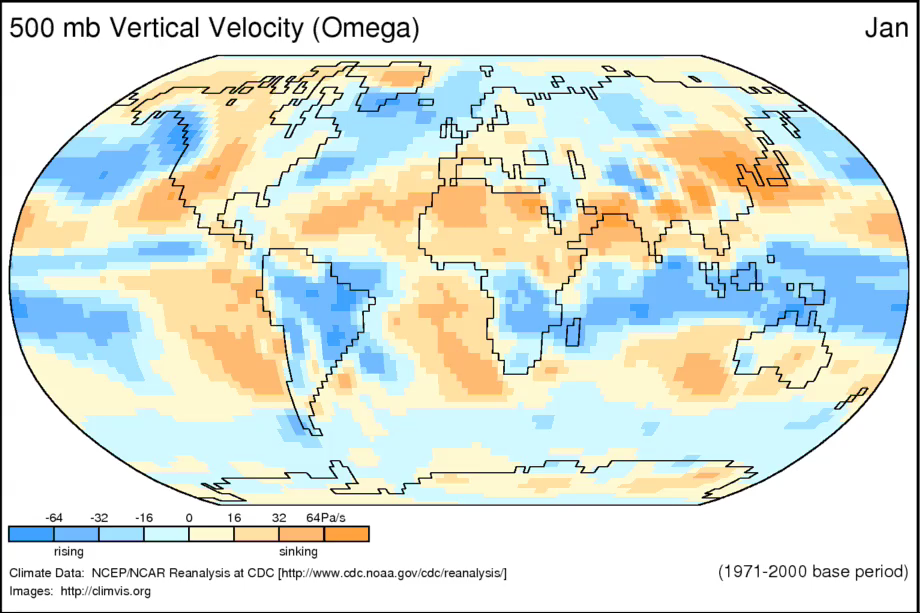 500 mb Vertical Velocity (Omega)
Jan
-64 -32 -16 0 16 32 64Pa/s
rising sinking
Climate Data: NCEP/NCAR Reanalysis at CDC [http://www.cdc.noaa.gov/cdc/reanalysis/]
(1971-2000 base period)
Images: http://climvis.org